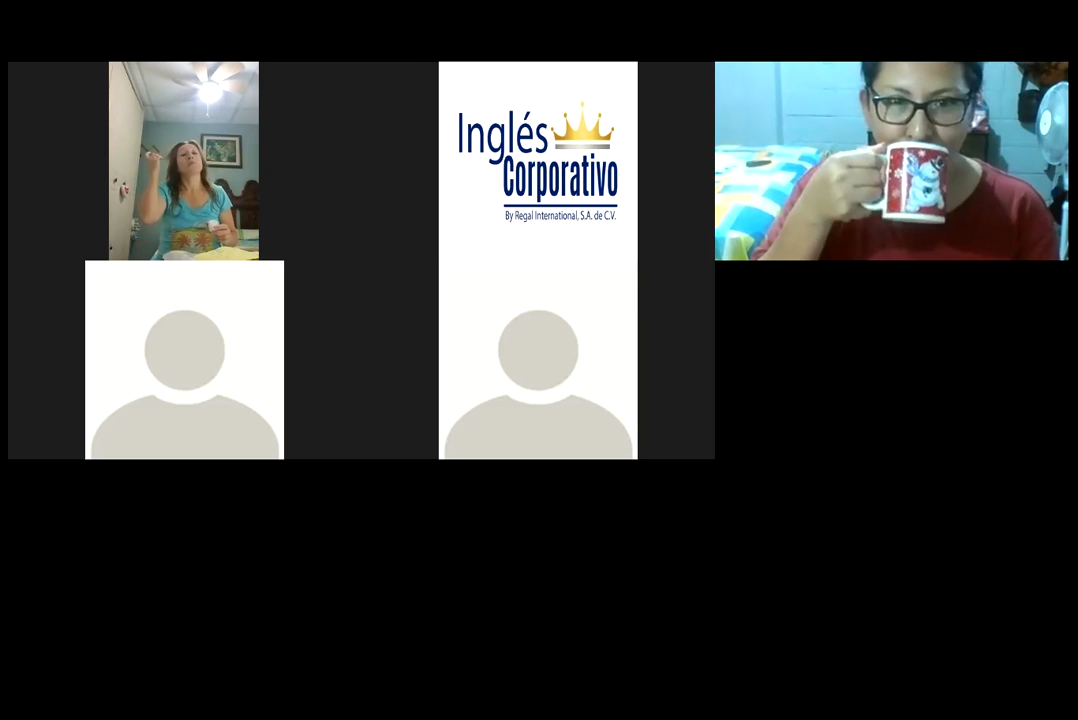 Inglés
Corporativo
By Regal International, S.A. de C.V.